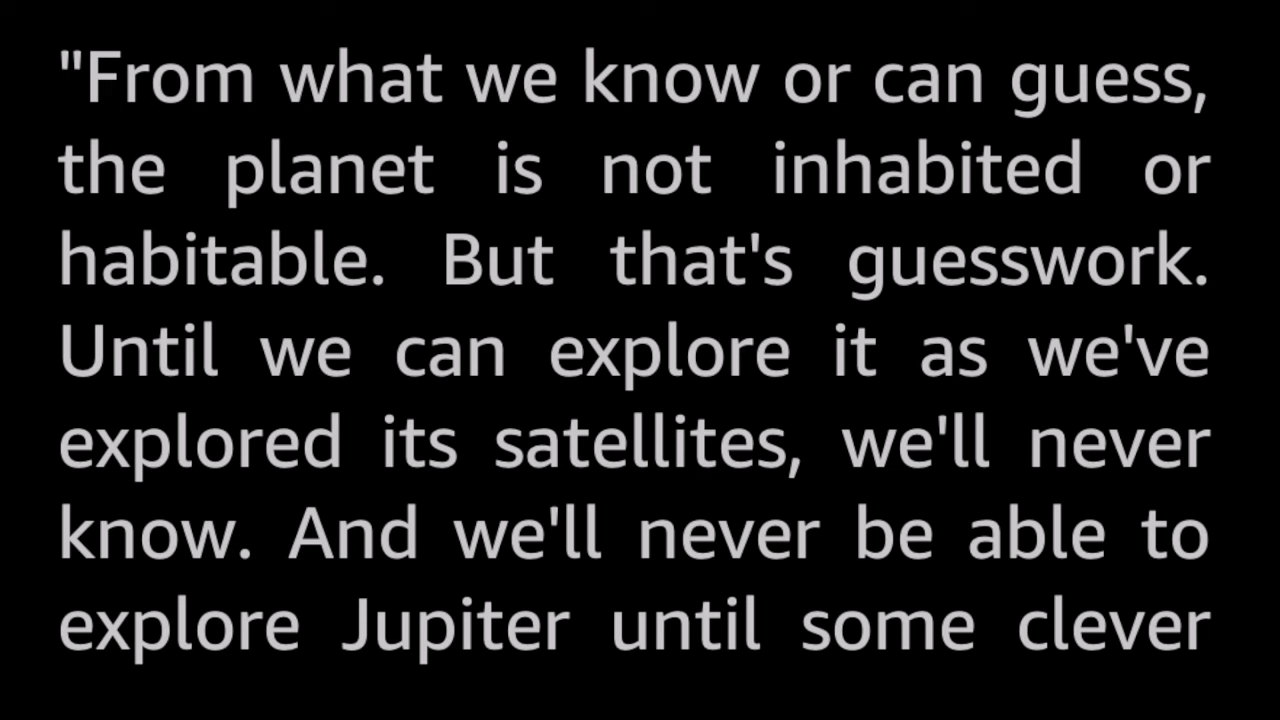 "From what we know or can guess,
the planet is not inhabited or
habitable. But that's guesswork.
Until we can explore it as we've
explored its satellites, we'll never
know. And we'll never be able to
explore Jupiter until some clever